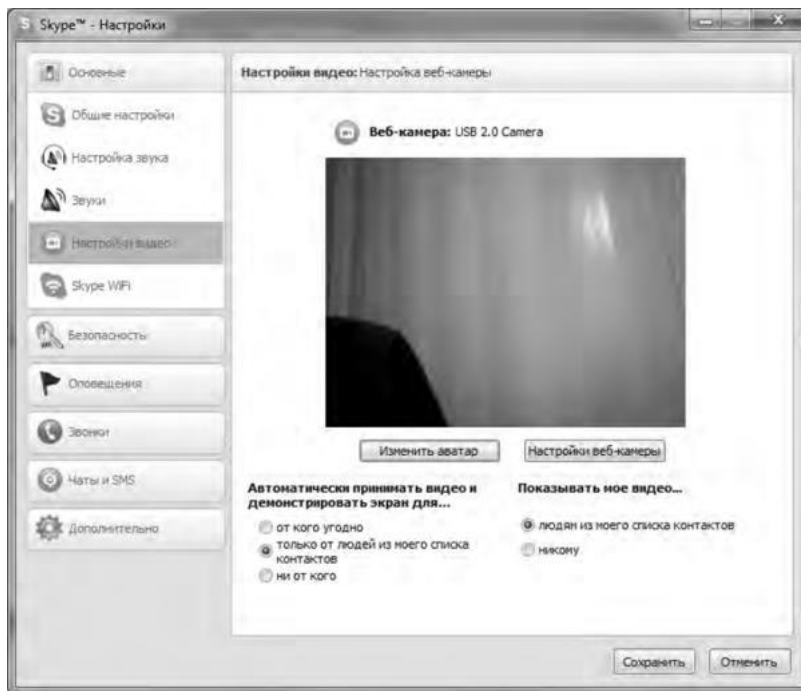 Skype™ - Настройки
Основные
Общие настройки
Настройка звука
Звуки
Настройки видео
Skype WiFi
Безопасность
Оповещения
Звонки
Чаты и SMS
Дополнительно
Настройки видео: Настройка веб-камеры
Веб-камера: USB 2.0 Camera
Изменить аватар
Настройки веб-камеры
Автоматически принимать видео и
демонстрировать экран для...
от кого угодно
только от людей из моего списка
контактов
ни от кого
Показывать мое видео...
людям из моего списка контактов
никому
Сохранить
Отменить